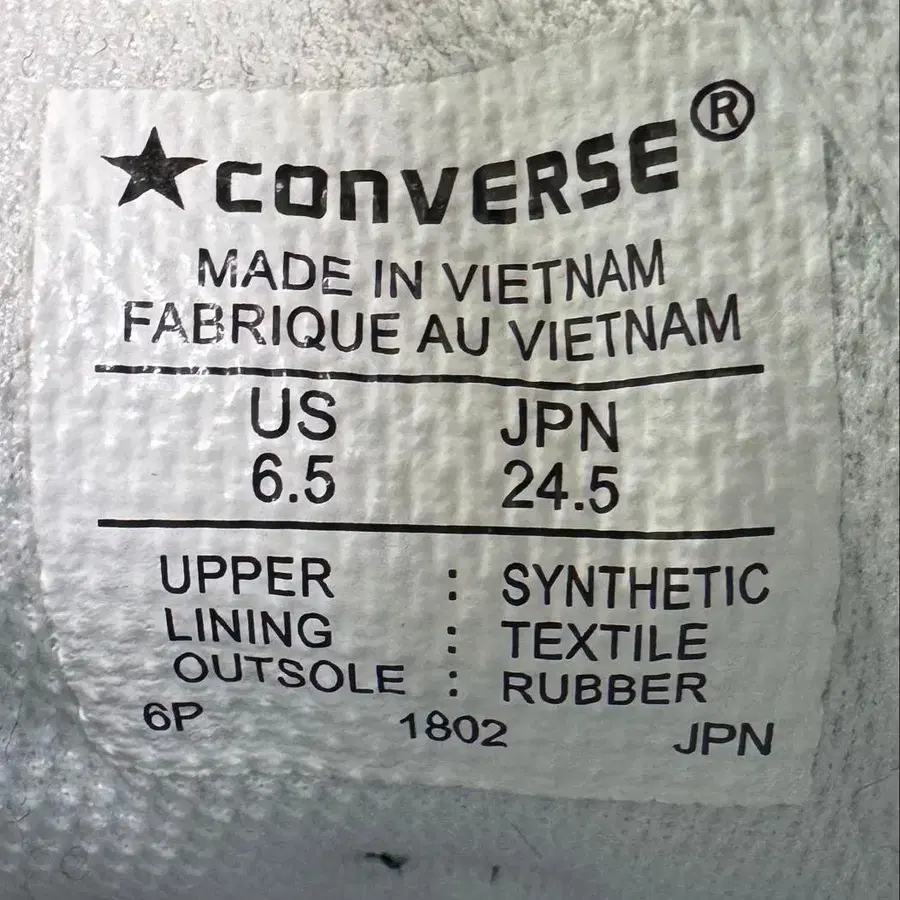 ★CONVERSE®
MADE IN VIETNAM
FABRIQUE AU VIETNAM
US JPN
6.5 24.5
UPPER : SYNTHETIC
LINING : TEXTILE
OUTSOLE : RUBBER
6P 1802 JPN